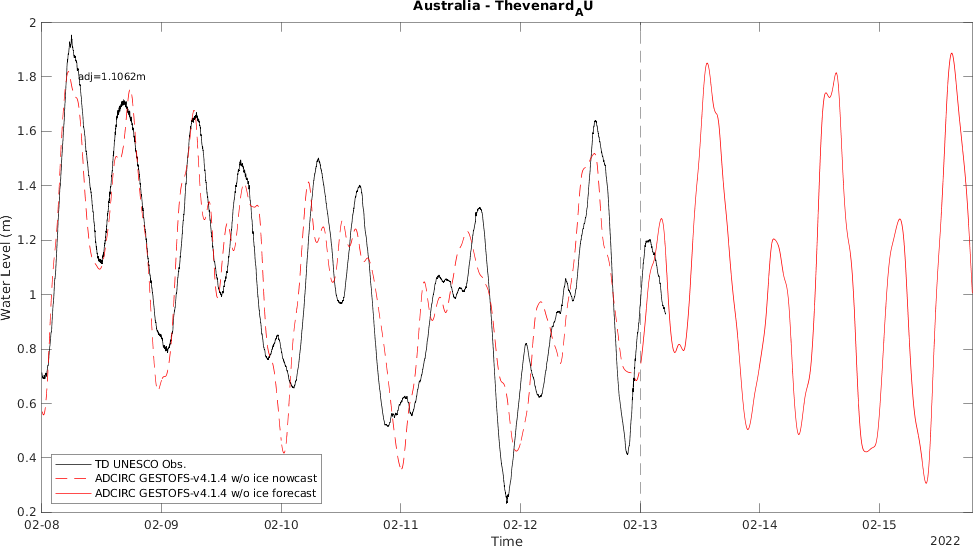 Australia - Thevenard_AU
adj=1.1062m
Water Level (m)
2
1.8
1.6
1.4
1.2
1
0.8
0.6
0.4
0.2
TD UNESCO Obs.
ADCIRC GESTOFS-v4.1.4 w/o ice nowcast
ADCIRC GESTOFS-v4.1.4 w/o ice forecast
02-08 02-09 02-10 02-11 02-12 02-13 02-14 02-15
Time
2022